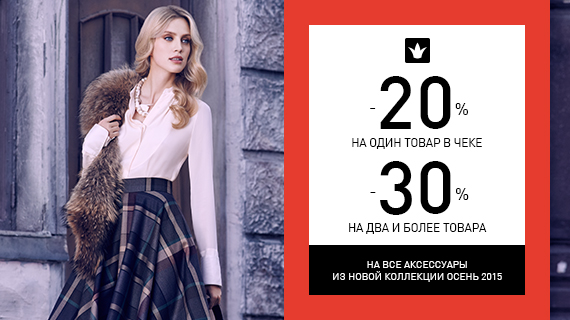 -20%
НА ОДИН ТОВАР В ЧЕКЕ
-30%
НА ДВА И БОЛЕЕ ТОВАРА
НА ВСЕ АКСЕССУАРЫ
ИЗ НОВОЙ КОЛЛЕКЦИИ ОСЕНЬ 2015